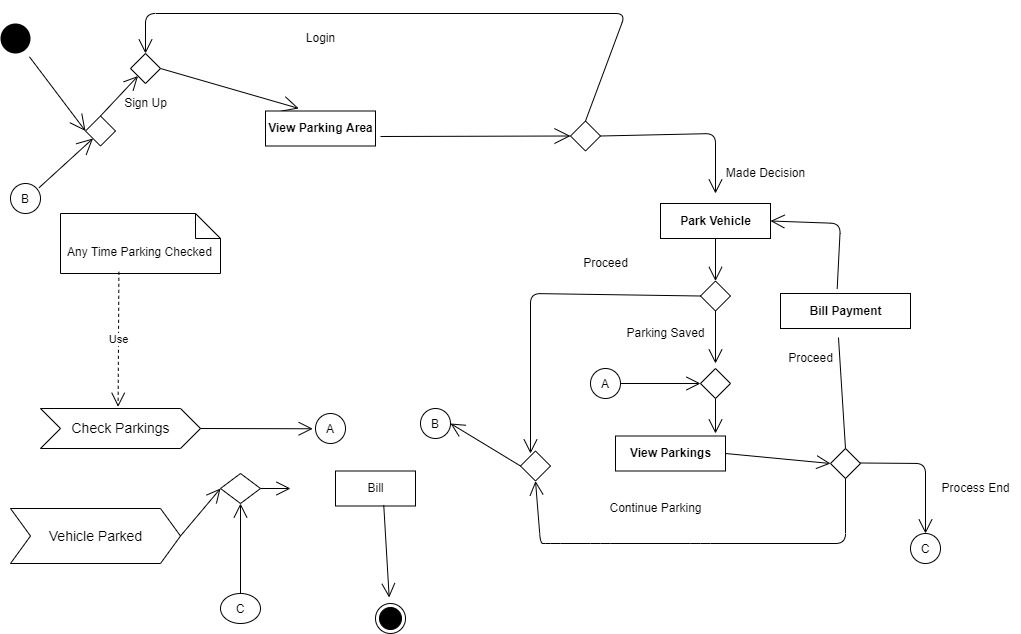 Login
Sign Up
View Parking Area
Made Decision
B
Park Vehicle
Any Time Parking Checked
Proceed
Bill Payment
Parking Saved
Use
Proceed
A
Check Parkings
A
B
View Parkings
Bill
Process End
Continue Parking
Vehicle Parked
C
C